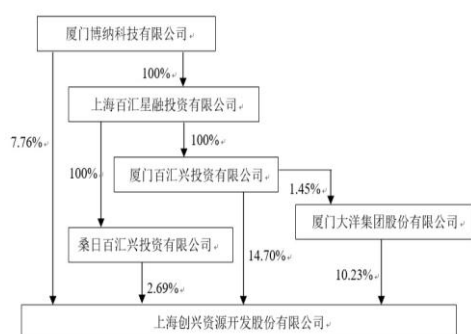 厦门博纳科技有限公司
100%
上海百汇星融投资有限公司
7.76%
100%
100%
厦门百汇兴投资有限公司
1.45%
厦门大洋集团股份有限公司
桑日百汇兴投资有限公司
14.70%
10.23%
2.69%
上海创兴资源开发股份有限公司